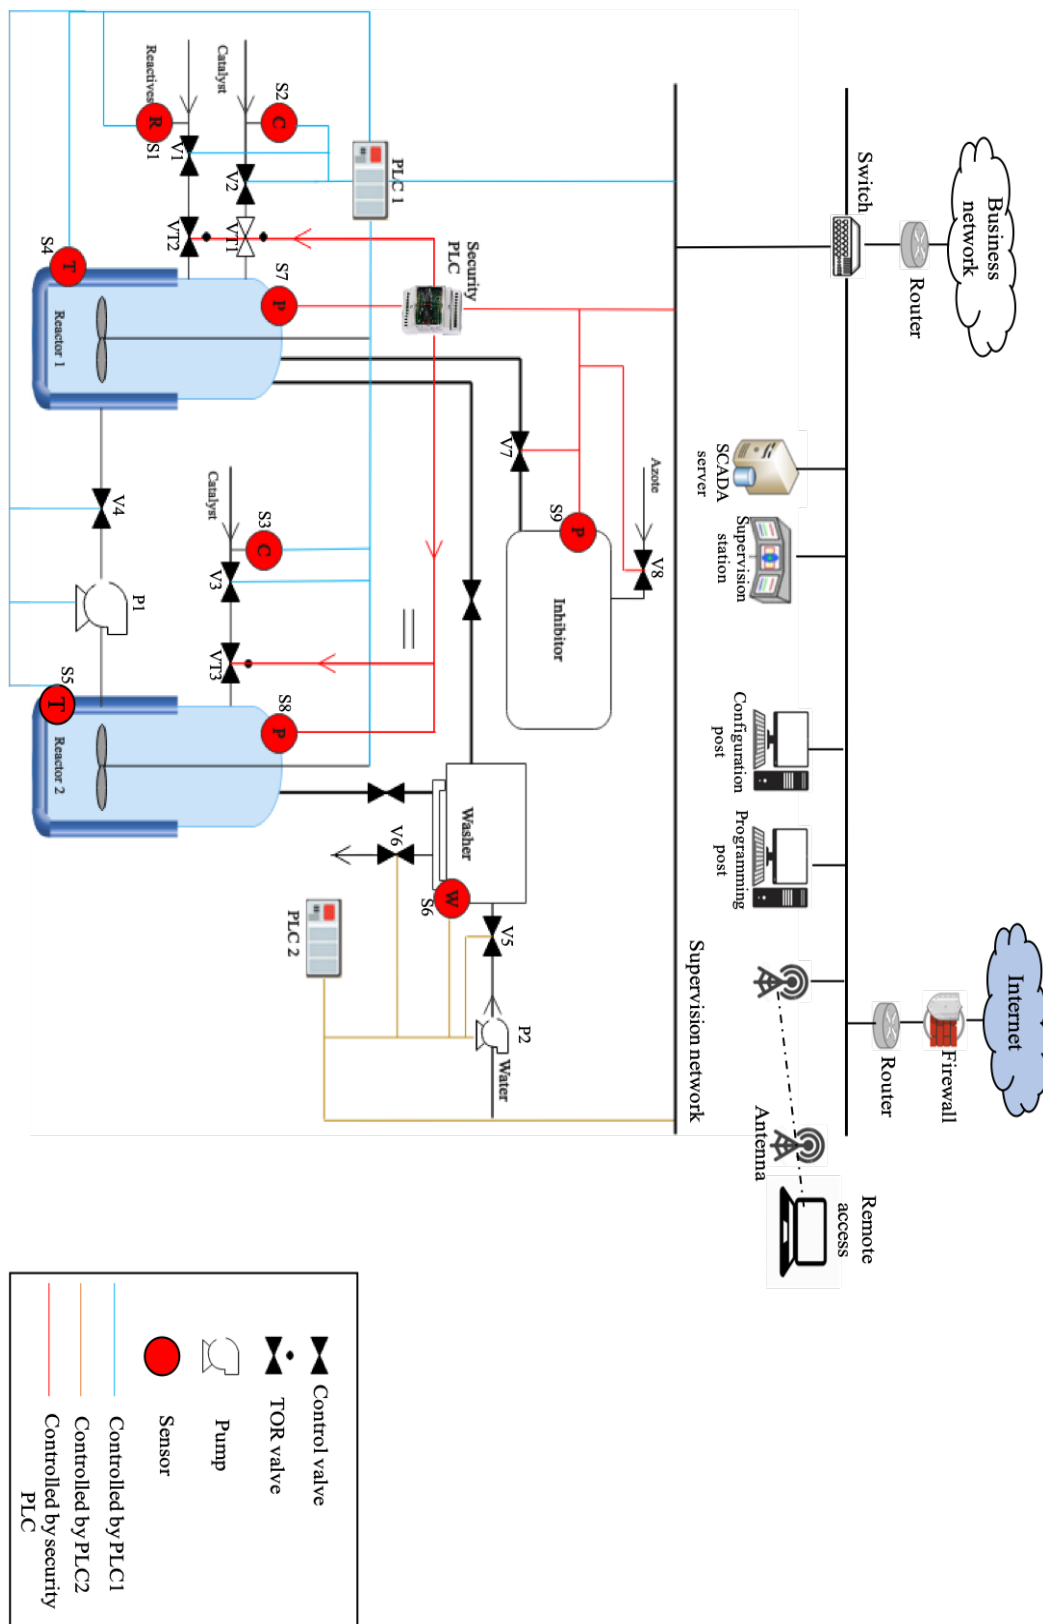 Business
network
Internet
Router
Firewall
Router
Switch
Remote
access
Antenna
SCADA
server
Supervision
station
Configuration
post
Programming
post
Supervision network
Azote
V8
S9
P
Inhibitor
V7
P2
Water
V5
Washer
S6
W
V6
PLC 2
PLC 1
Security
PLC
S2
C
Catalyst
S7
P
V2
VT1
Reactives
R
S1
V1
VT2
S4
T
Reactor 1
S3
C
Catalyst
V3
VT3
S8
P
V4
P1
S5
T
Reactor 2
Control valve
TOR valve
Pump
Sensor
Controlled by PLC1
Controlled by PLC2
Controlled by security
PLC